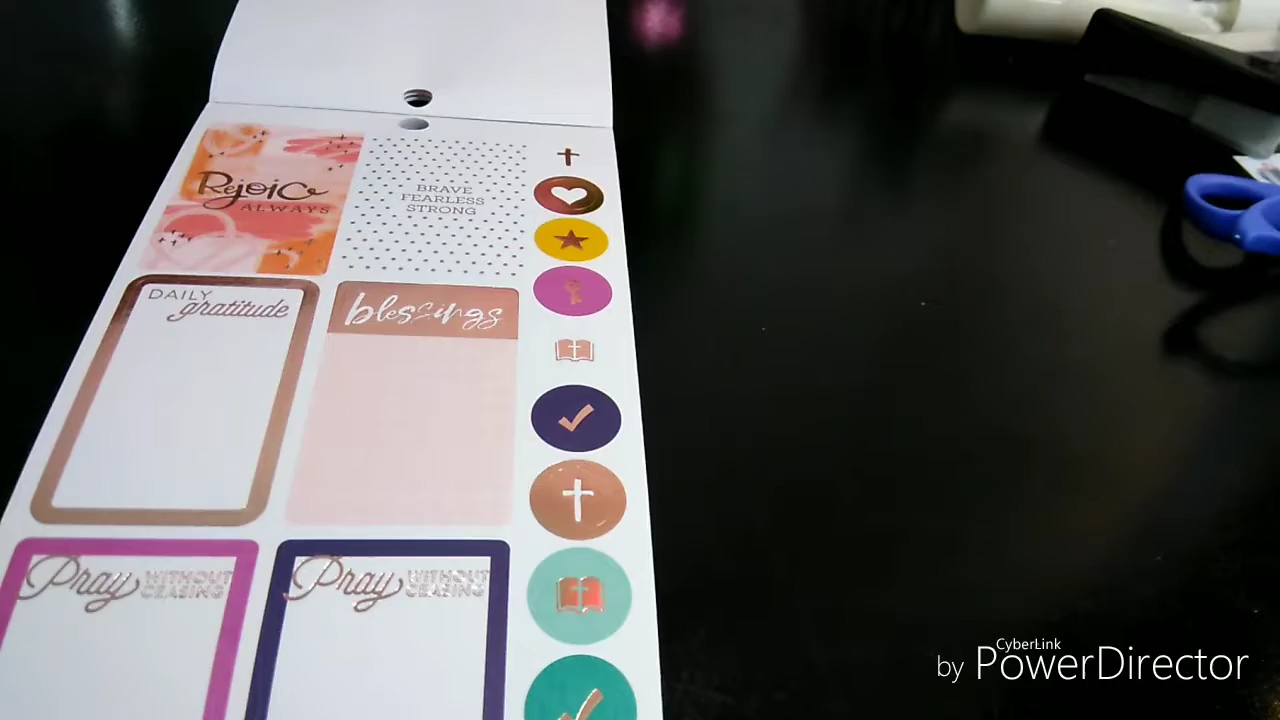 Rejoice
ALWAYS
BRAVE
FEARLESS
STRONG
DAILY
gratitude
blessings
Pray WITHOUT
CEASING
Pray WITHOUT
CEASING
CyberLink
by PowerDirector